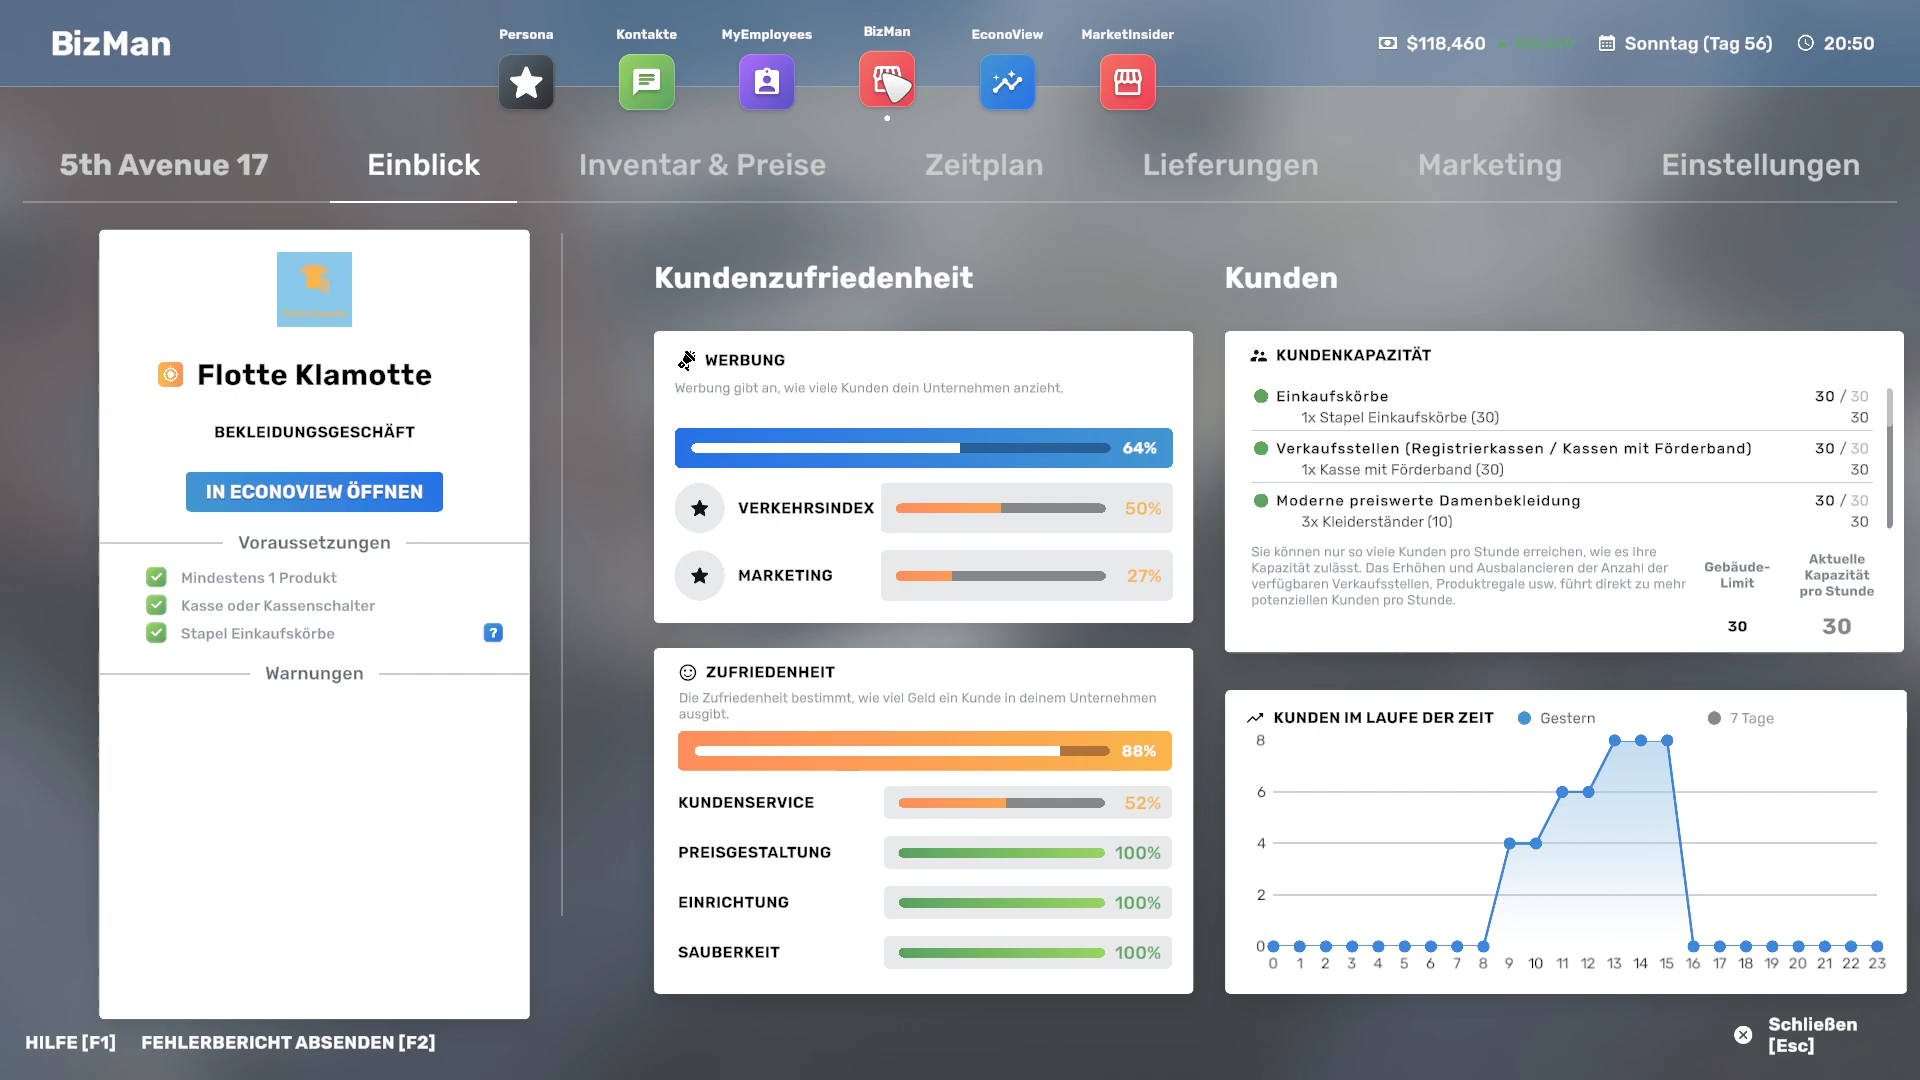 BizMan
Persona
Kontakte
MyEmployees
BizMan
EconoView
MarketInsider
$118,460
Sonntag (Tag 56)
20:50
5th Avenue 17
Einblick
Inventar & Preise
Zeitplan
Lieferungen
Marketing
Einstellungen
Flotte Klamotte
BEKLEIDUNGSGESCHÄFT
IN ECONOVIEW ÖFFNEN
Voraussetzungen
Mindestens 1 Produkt
Kasse oder Kassenschalter
Stapel Einkaufskörbe
?
Warnungen
Kundenzufriedenheit
WERBUNG
Werbung gibt an, wie viele Kunden dein Unternehmen anzieht.
64%
VERKEHRSINDEX 50%
MARKETING 27%
ZUFRIEDENHEIT
Die Zufriedenheit bestimmt, wie viel Geld ein Kunde in deinem Unternehmen
ausgibt.
88%
KUNDENSERVICE 52%
PREISGESTALTUNG 100%
EINRICHTUNG 100%
SAUBERKEIT 100%
Kunden
KUNDENKAPAZITÄT
Einkaufskörbe 30 / 30
1x Stapel Einkaufskörbe (30) 30
Verkaufsstellen (Registrierkassen / Kassen mit Förderband) 30 / 30
1x Kasse mit Förderband (30) 30
Moderne preiswerte Damenbekleidung 30 / 30
3x Kleiderständer (10) 30
Sie können nur so viele Kunden pro Stunde erreichen, wie es Ihre
Kapazität zulässt. Das Erhöhen und Ausbalancieren der Anzahl der
verfügbaren Verkaufsstellen, Produktregale usw. führt direkt zu mehr
potenziellen Kunden pro Stunde.
Gebäude-
Limit
30
Aktuelle
Kapazität
pro Stunde
30
KUNDEN IM LAUFE DER ZEIT
Gestern
7 Tage
8
6
4
2
0
0 1 2 3 4 5 6 7 8 9 10 11 12 13 14 15 16 17 18 19 20 21 22 23
HILFE [F1]
FEHLERBERICHT ABSENDEN [F2]
Schließen
[Esc]